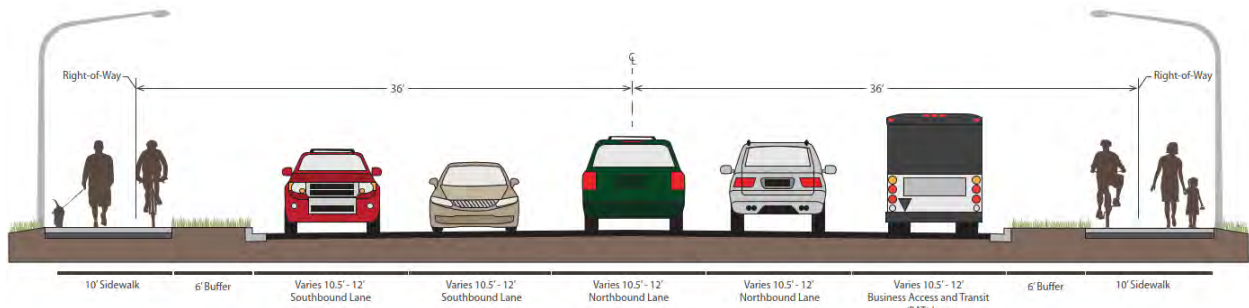 ℄
Right-of-Way
36'
36'
Right-of-Way
10' Sidewalk
6' Buffer
Varies 10.5' - 12'
Southbound Lane
Varies 10.5' - 12'
Southbound Lane
Varies 10.5' - 12'
Northbound Lane
Varies 10.5' - 12'
Northbound Lane
Varies 10.5' - 12'
Business Access and Transit
6' Buffer
10' Sidewalk